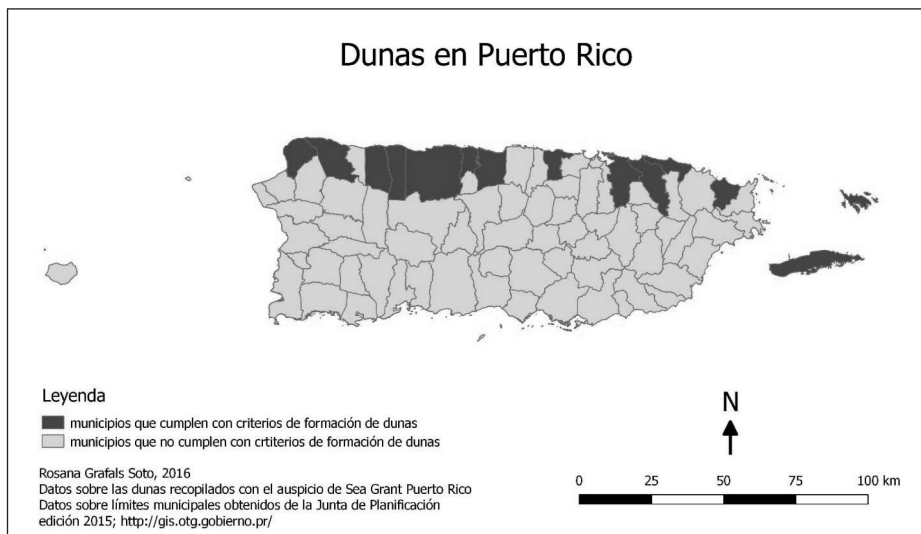 Dunas en Puerto Rico
Leyenda
municipios que cumplen con criterios de formación de dunas
municipios que no cumplen con crtiterios de formación de dunas
Rosana Grafals Soto, 2016
Datos sobre las dunas recopilados con el auspicio de Sea Grant Puerto Rico
Datos sobre límites municipales obtenidos de la Junta de Planificación
edición 2015; http://gis.otg.gobierno.pr/
N
0 25 50 75 100 km